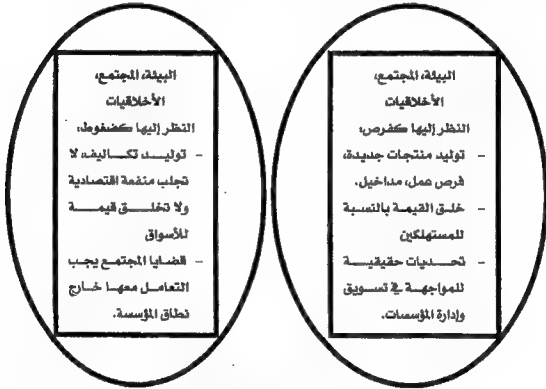 البيئة، المجتمع،
الأخلاقيات
النظر إليها كفرص:
- توليد منتجات جديدة،
فرص عمل، مداخيل.
- خلق القيمة بالنسبة
للمستهلكين
- تحديات حقيقية
للمواجهة في تسويق
وإدارة المؤسسات.
البيئة، المجتمع،
الأخلاقيات
النظر إليها كضغوط:
- توليد تكاليف، لا
تجلب منفعة اقتصادية
ولا تخلق قيمة
للأسواق
- قضايا المجتمع يجب
التعامل معها خارج
نطاق المؤسسة.